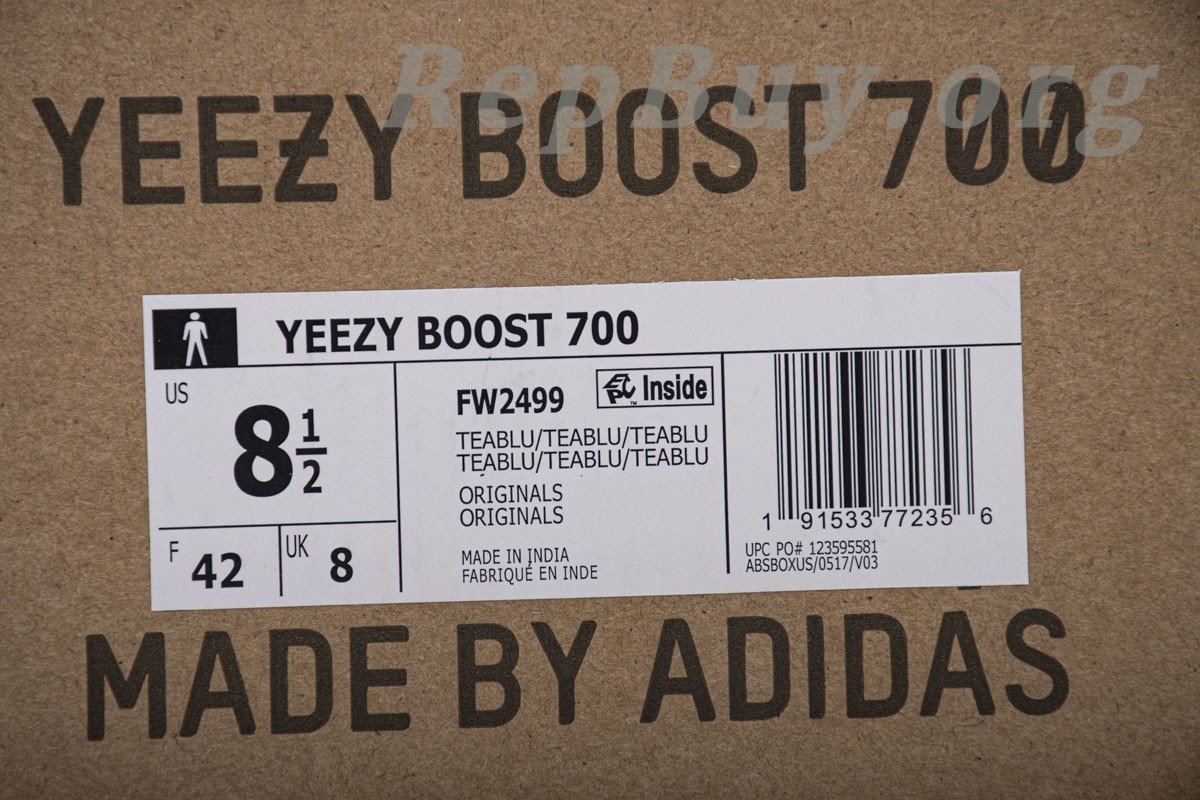 RepBuy.org
YEEZY BOOST 700
YEEZY BOOST 700
US
8 1/2
F 42
UK 8
FW2499
EPC™ Inside
TEABLU/TEABLU/TEABLU
TEABLU/TEABLU/TEABLU
ORIGINALS
ORIGINALS
MADE IN INDIA
FABRIQUÉ EN INDE
1 91533 77235 6
UPC PO# 123595581
ABSBOXUS/0517/V03
MADE BY ADIDAS